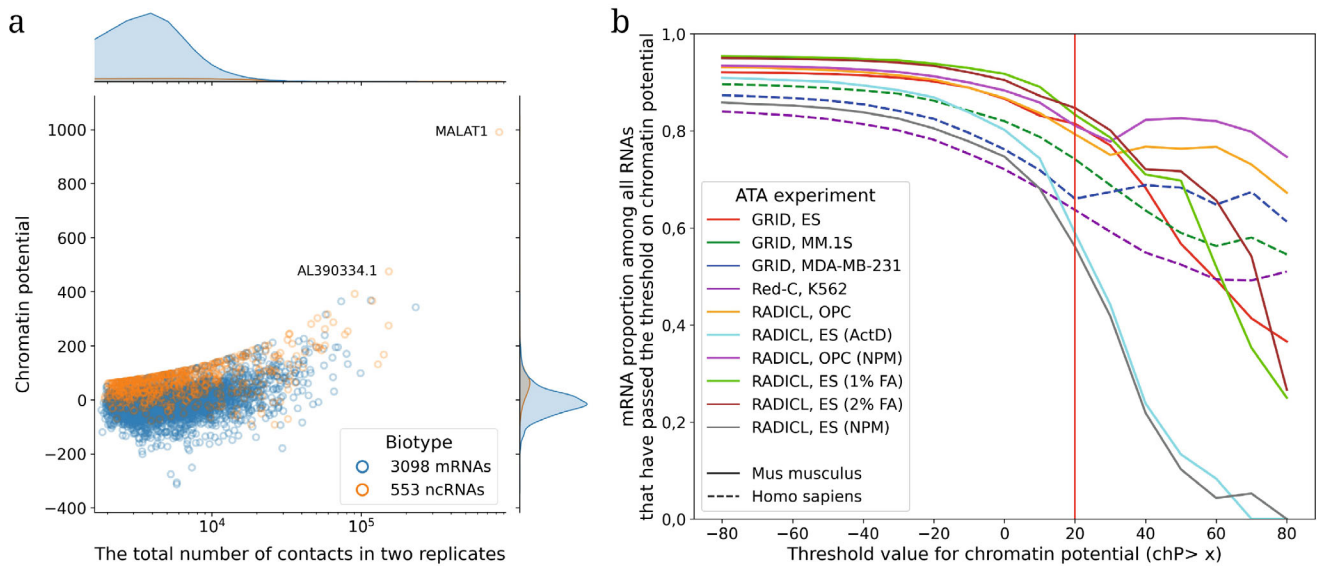 a
Chromatin potential
1000
800
600
400
200
0
−200
−400
MALAT1
AL390334.1
Biotype
3098 mRNAs
553 ncRNAs
10⁴
10⁵
The total number of contacts in two replicates
b
mRNA proportion among all RNAs
that have passed the threshold on chromatin potential
1,0
0,8
0,6
0,4
0,2
0,0
ATA experiment
GRID, ES
GRID, MM.1S
GRID, MDA-MB-231
Red-C, K562
RADICL, OPC
RADICL, ES (ActD)
RADICL, OPC (NPM)
RADICL, ES (1% FA)
RADICL, ES (2% FA)
RADICL, ES (NPM)
Mus musculus
Homo sapiens
−80 −60 −40 −20 0 20 40 60 80
Threshold value for chromatin potential (chP> x)